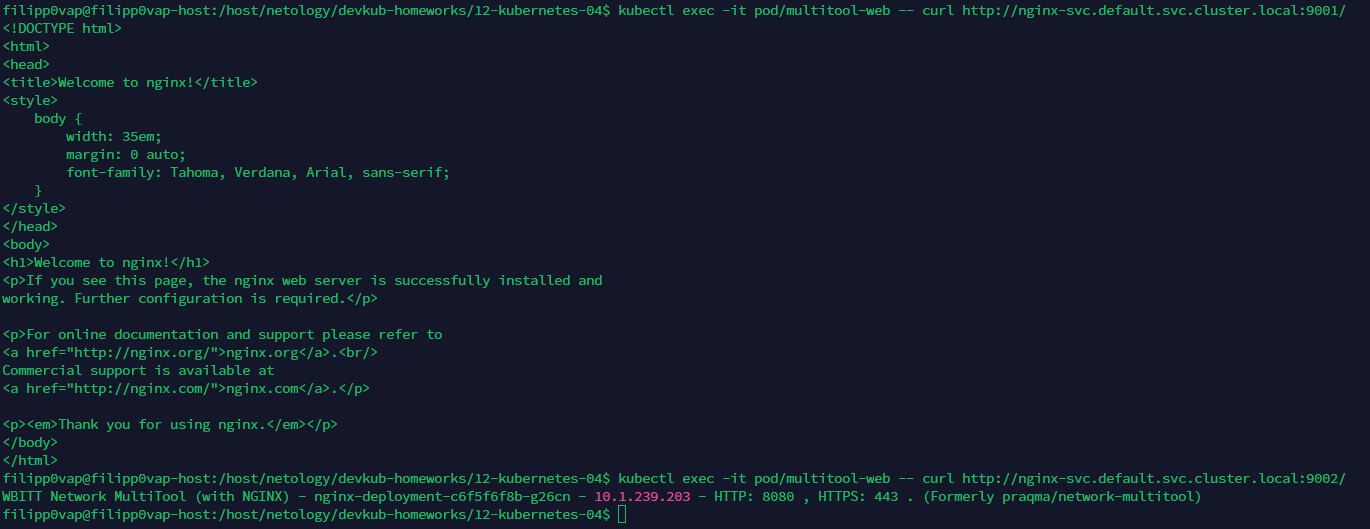 filipp0vap@filipp0vap-host:/host/netology/devkub-homeworks/12-kubernetes-04$ kubectl exec -it pod/multitool-web -- curl http://nginx-svc.default.svc.cluster.local:9001/
<!DOCTYPE html>
<html>
<head>
<title>Welcome to nginx!</title>
<style>
    body {
        width: 35em;
        margin: 0 auto;
        font-family: Tahoma, Verdana, Arial, sans-serif;
    }
</style>
</head>
<body>
<h1>Welcome to nginx!</h1>
<p>If you see this page, the nginx web server is successfully installed and
working. Further configuration is required.</p>

<p>For online documentation and support please refer to
<a href="http://nginx.org/">nginx.org</a>.<br/>
Commercial support is available at
<a href="http://nginx.com/">nginx.com</a>.</p>

<p><em>Thank you for using nginx.</em></p>
</body>
</html>
filipp0vap@filipp0vap-host:/host/netology/devkub-homeworks/12-kubernetes-04$ kubectl exec -it pod/multitool-web -- curl http://nginx-svc.default.svc.cluster.local:9002/
WBITT Network MultiTool (with NGINX) - nginx-deployment-c6f5f6f8b-g26cn - 10.1.239.203 - HTTP: 8080 , HTTPS: 443 . (Formerly praqma/network-multitool)
filipp0vap@filipp0vap-host:/host/netology/devkub-homeworks/12-kubernetes-04$